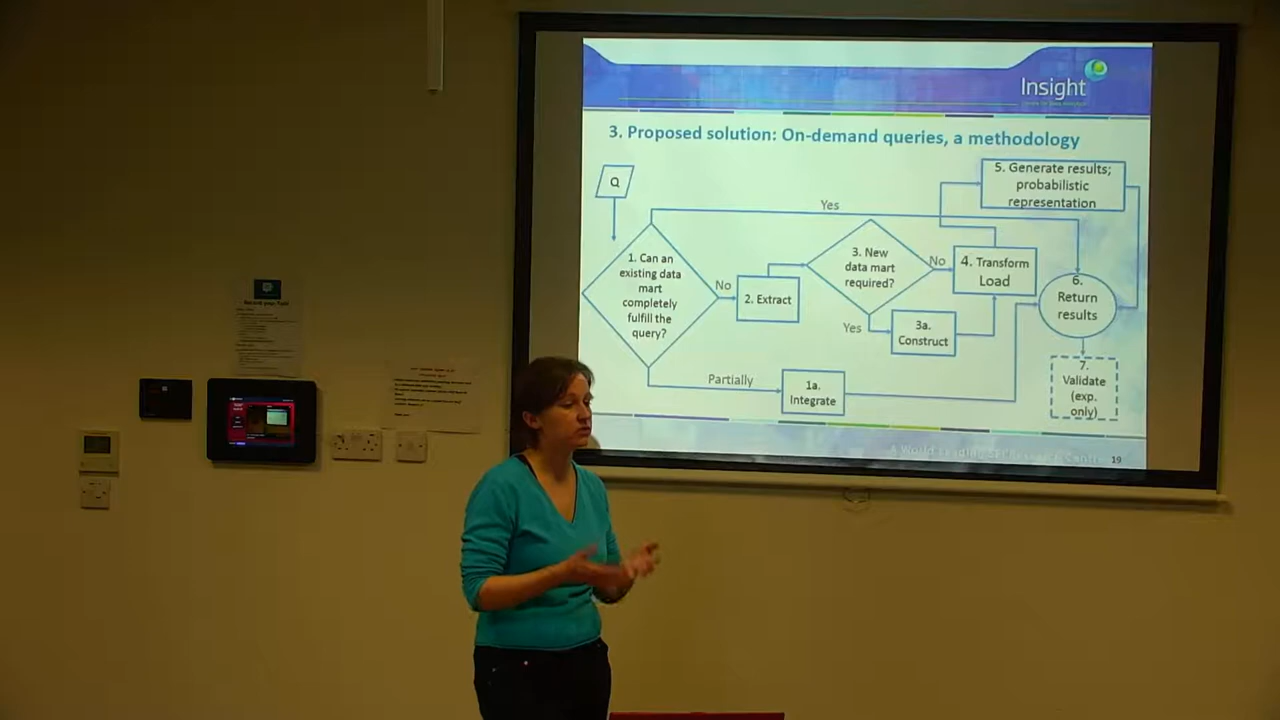 Insight
3. Proposed solution: On-demand queries, a methodology
Q
Yes
5. Generate results;
probabilistic
representation
1. Can an
existing data
mart
completely
fulfill the
query?
No
2. Extract
3. New
data mart
required?
No
4. Transform
Load
6.
Return
results
Yes
3a.
Construct
Partially
1a.
Integrate
7.
Validate
(exp.
only)
19